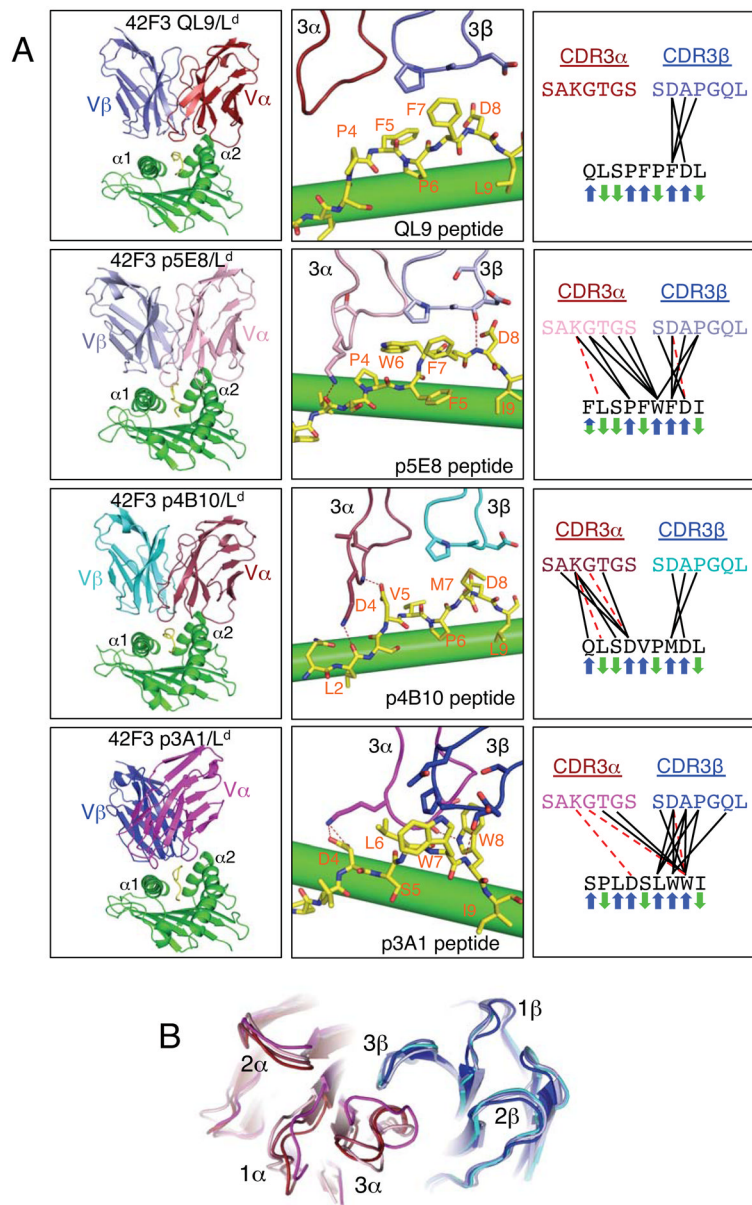 A
42F3 QL9/Lᵈ
Vβ
Vα
α1
α2
3α
3β
F7
D8
F5
P4
P6
L9
QL9 peptide
CDR3α CDR3β
SAKGTGS SDAPGQL
QLSPFPFDL
42F3 p5E8/Lᵈ
Vβ
Vα
α1
α2
3α
3β
D8
P4
W6
F7
F5
I9
p5E8 peptide
CDR3α CDR3β
SAKGTGS SDAPGQL
FLSPFWFDI
42F3 p4B10/Lᵈ
Vβ
Vα
α1
α2
3α
3β
M7
D8
V5
D4
P6
L9
L2
p4B10 peptide
CDR3α CDR3β
SAKGTGS SDAPGQL
QLSDVPMDL
42F3 p3A1/Lᵈ
Vβ
Vα
α1
α2
3α
3β
L6
W8
D4
W7
S5
I9
p3A1 peptide
CDR3α CDR3β
SAKGTGS SDAPGQL
SPLDSLWWI
B
1β
2α
3β
2β
1α
3α